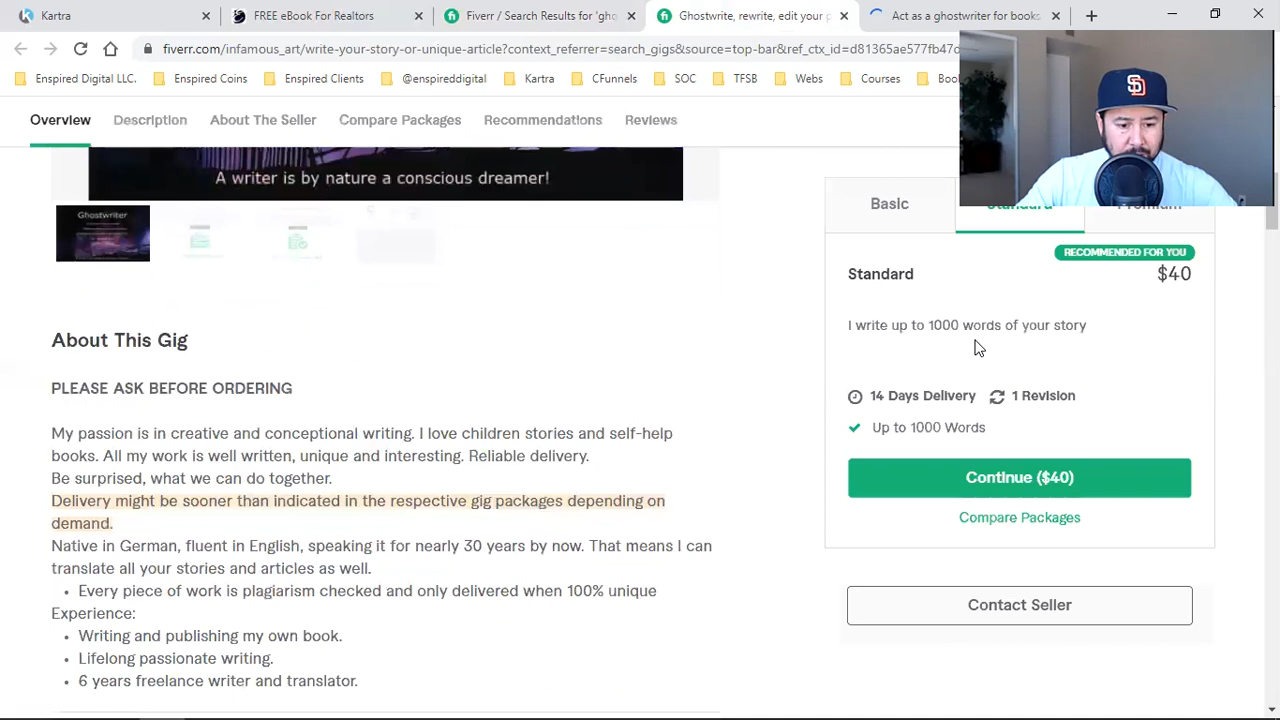 Kartra
FREE eBook For Realtors
Fiverr / Search Results for 'gho
Ghostwrite, rewrite, edit your p
Act as a ghostwriter for books
fiverr.com/infamous_art/write-your-story-or-unique-article?context_referrer=search_gigs&source=top-bar&ref_ctx_id=d81365ae577fb47d
Enspired Digital LLC.
Enspired Coins
Enspired Clients
@enspireddigital
Kartra
CFunnels
SOC
TFSB
Webs
Courses
Boo
Overview
Description
About The Seller
Compare Packages
Recommendations
Reviews
SD
A writer is by nature a conscious dreamer!
Ghostwriter
Basic
Standard
Premium
RECOMMENDED FOR YOU
Standard
$40
I write up to 1000 words of your story
14 Days Delivery
1 Revision
Up to 1000 Words
Continue ($40)
Compare Packages
Contact Seller
About This Gig
PLEASE ASK BEFORE ORDERING
My passion is in creative and conceptional writing. I love children stories and self-help
books. All my work is well written, unique and interesting. Reliable delivery.
Be surprised, what we can do together.
Delivery might be sooner than indicated in the respective gig packages depending on
demand.
Native in German, fluent in English, speaking it for nearly 30 years by now. That means I can
translate all your stories and articles as well.
• Every piece of work is plagiarism checked and only delivered when 100% unique
Experience:
• Writing and publishing my own book.
• Lifelong passionate writing.
• 6 years freelance writer and translator.